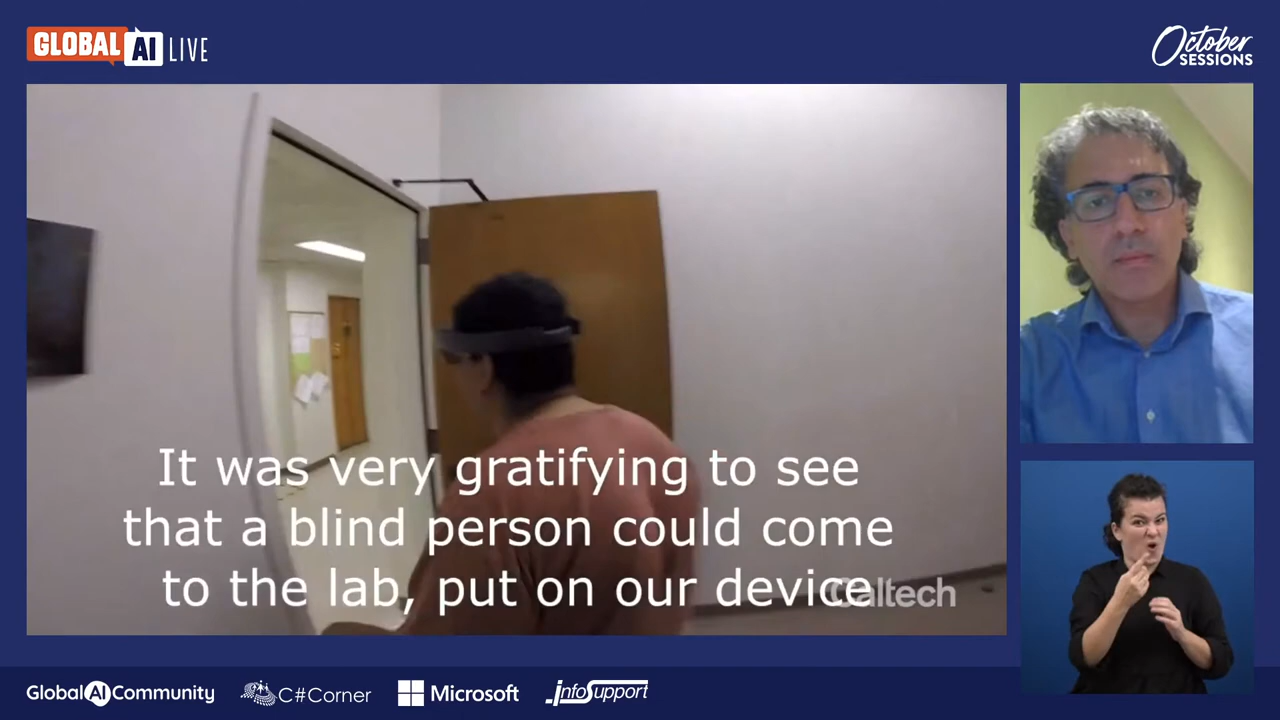 GLOBAL AI LIVE
October
SESSIONS
It was very gratifying to see
that a blind person could come
to the lab, put on our device
Caltech
Global AI Community
C#Corner
Microsoft
infoSupport